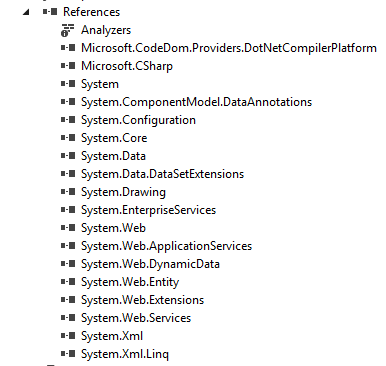 References
Analyzers
Microsoft.CodeDom.Providers.DotNetCompilerPlatform
Microsoft.CSharp
System
System.ComponentModel.DataAnnotations
System.Configuration
System.Core
System.Data
System.Data.DataSetExtensions
System.Drawing
System.EnterpriseServices
System.Web
System.Web.ApplicationServices
System.Web.DynamicData
System.Web.Entity
System.Web.Extensions
System.Web.Services
System.Xml
System.Xml.Linq